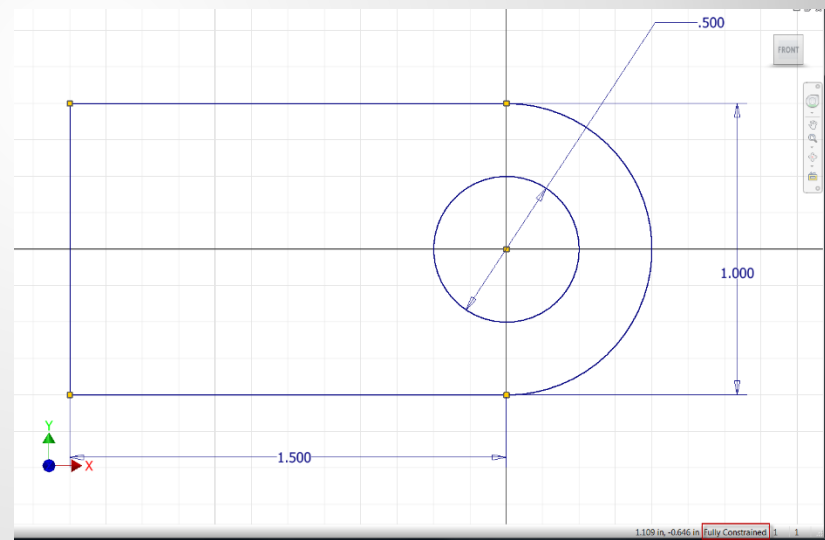 .500
FRONT
1.000
Y
X
1.500
1.109 in, -0.646 in Fully Constrained 1 1